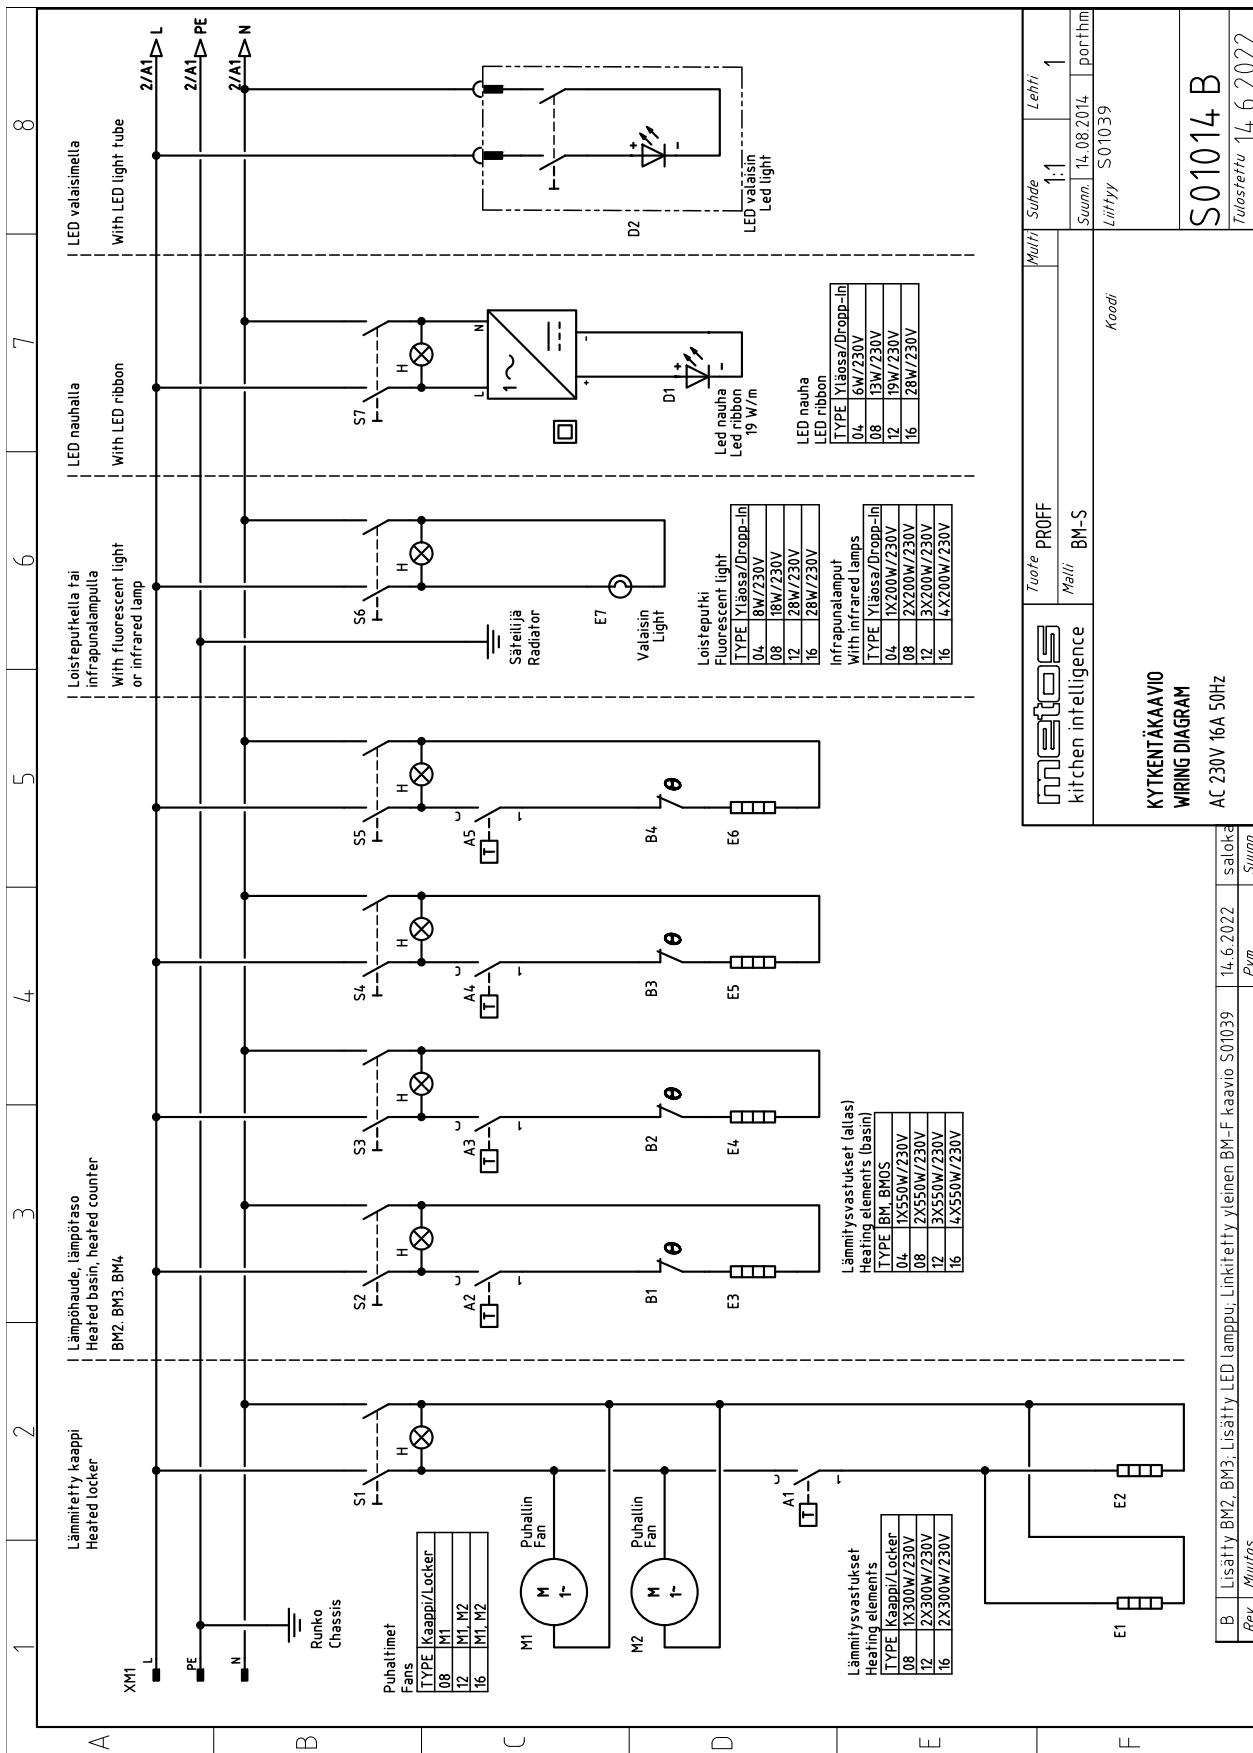 1
2
3
4
5
6
7
8
A
B
C
D
E
F
Lämmitetty kaappi
Heated locker
Lämpöhaude, lämpötaso
Heated basin, heated counter
BM2. BM3. BM4
Loisteputkella tai
infrapunalampulla
With fluorescent light
or infrared lamp
LED nauhalla
With LED ribbon
LED valaisimella
With LED light tube
XM1
L
PE
N
2/A1 L
2/A1 PE
2/A1 N
Runko
Chassis
S1
H
S2
H
S3
H
S4
H
S5
H
S6
H
S7
H
Puhaltimet
Fans
TYPE Kaappi/Locker
08 M1
12 M1, M2
16 M1, M2
M1
M
1~
Puhallin
Fan
M2
M
1~
Puhallin
Fan
A1
T
C
1
A2
T
C
1
A3
T
C
1
A4
T
C
1
A5
T
C
1
B1
θ
B2
θ
B3
θ
B4
θ
E1
E2
E3
E4
E5
E6
Lämmitysvastukset
Heating elements
TYPE Kaappi/Locker
08 1X300W/230V
12 2X300W/230V
16 2X300W/230V
Lämmitysvastukset (allas)
Heating elements (basin)
TYPE BM, BMOS
04 1X550W/230V
08 2X550W/230V
12 3X550W/230V
16 4X550W/230V
Säteilijä
Radiator
E7
Valaisin
Light
Loisteputki
Fluorescent light
TYPE Yläosa/Dropp-In
04 8W/230V
08 18W/230V
12 28W/230V
16 28W/230V
Infrapunalamput
With infrared lamps
TYPE Yläosa/Dropp-In
04 1X200W/230V
08 2X200W/230V
12 3X200W/230V
16 4X200W/230V
L
N
1~
+
-
D1
-
Led nauha
Led ribbon
19 W/m
LED nauha
LED ribbon
TYPE Yläosa/Dropp-In
04 6W/230V
08 13W/230V
12 19W/230V
16 28W/230V
D2
+
-
LED valaisin
Led light
metos
kitchen intelligence
Tuote PROFF
Malli BM-S
Multi
Suhde 1:1
Lehti 1
Suunn. 14.08.2014 porthm
Liittyy S01039
KYTKENTÄKAAVIO
WIRING DIAGRAM
AC 230V 16A 50Hz
Koodi
S01014 B
Tulostettu 14.6.2022
B Lisätty BM2, BM3; Lisätty LED lamppu; Linkitetty yleinen BM-F kaavio S01039 14.6.2022 saloka
Rev. Muutos Pvm Suunn